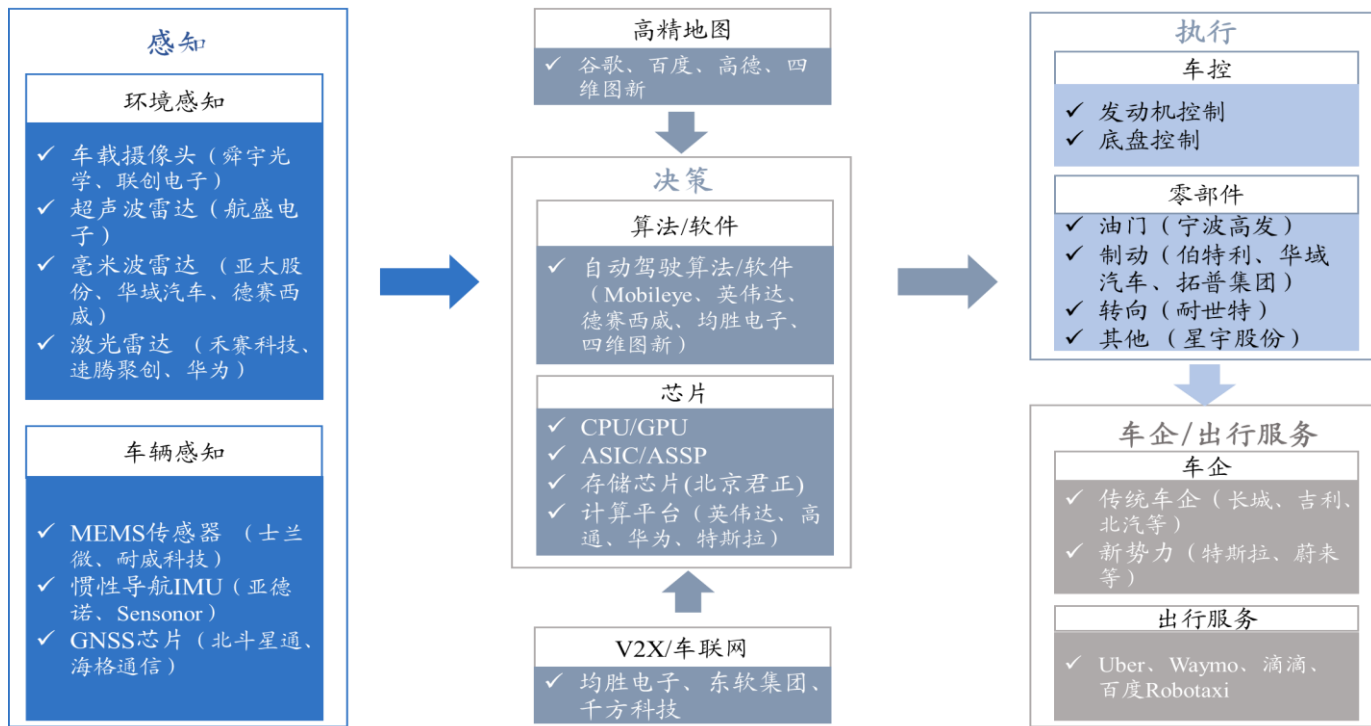 感知
环境感知
✓ 车载摄像头（舜宇光
学、联创电子）
✓ 超声波雷达（航盛电
子）
✓ 毫米波雷达 （亚太股
份、华域汽车、德赛西
威）
✓ 激光雷达 （禾赛科技、
速腾聚创、华为）
车辆感知
✓ MEMS传感器 （士兰
微、耐威科技）
✓ 惯性导航IMU（亚德
诺、Sensonor）
✓ GNSS芯片（北斗星通、
海格通信）
高精地图
✓ 谷歌、百度、高德、四
维图新
决策
算法/软件
✓ 自动驾驶算法/软件
（Mobileye、英伟达、
德赛西威、均胜电子、
四维图新）
芯片
✓ CPU/GPU
✓ ASIC/ASSP
✓ 存储芯片(北京君正)
✓ 计算平台（英伟达、高
通、华为、特斯拉）
V2X/车联网
✓ 均胜电子、东软集团、
千方科技
执行
车控
✓ 发动机控制
✓ 底盘控制
零部件
✓ 油门（宁波高发）
✓ 制动（伯特利、华域
汽车、拓普集团）
✓ 转向（耐世特）
✓ 其他 （星宇股份）
车企/出行服务
车企
✓ 传统车企（长城、吉利、
北汽等）
✓ 新势力（特斯拉、蔚来
等）
出行服务
✓ Uber、Waymo、滴滴、
百度Robotaxi